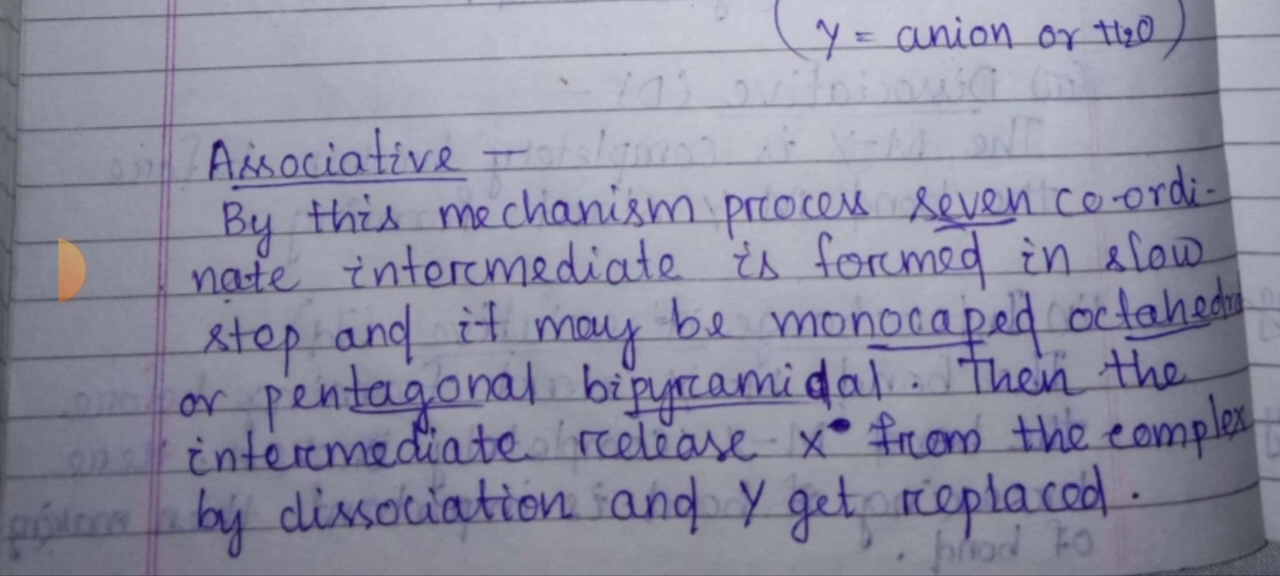 (Y = anion or H2O)
Associative –
By this mechanism process seven co-ordi-
nate intermediate is formed in slow
step and it may be monocaped octahedra
or pentagonal bipyramidal. Then the
intermediate release X from the complex
by dissociation and Y get replaced.